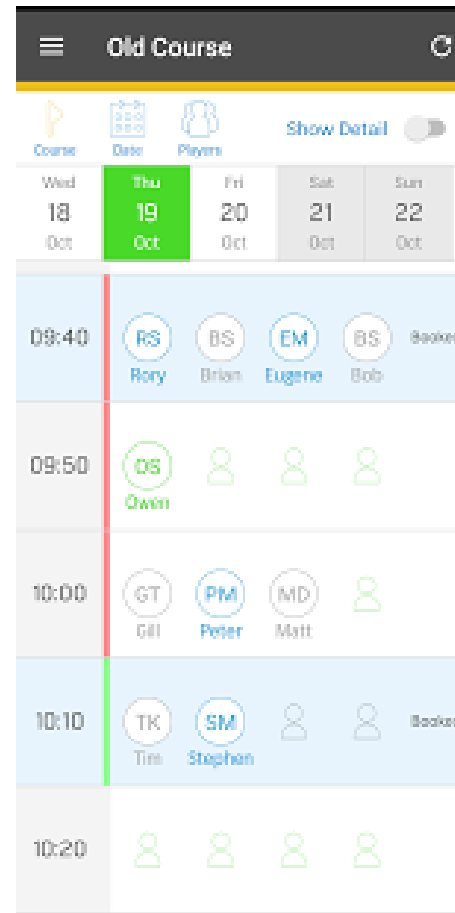 Old Course
Course Date Players Show Detail
Wed Thu Fri Sat Sun
18 19 20 21 22
Oct Oct Oct Oct Oct
09:40 RS BS EM BS Booked
Rory Brian Eugene Bob
09:50 OS
Owen
10:00 GT PM MD
Gill Peter Matt
10:10 TK SM Booked
Tim Stephen
10:20